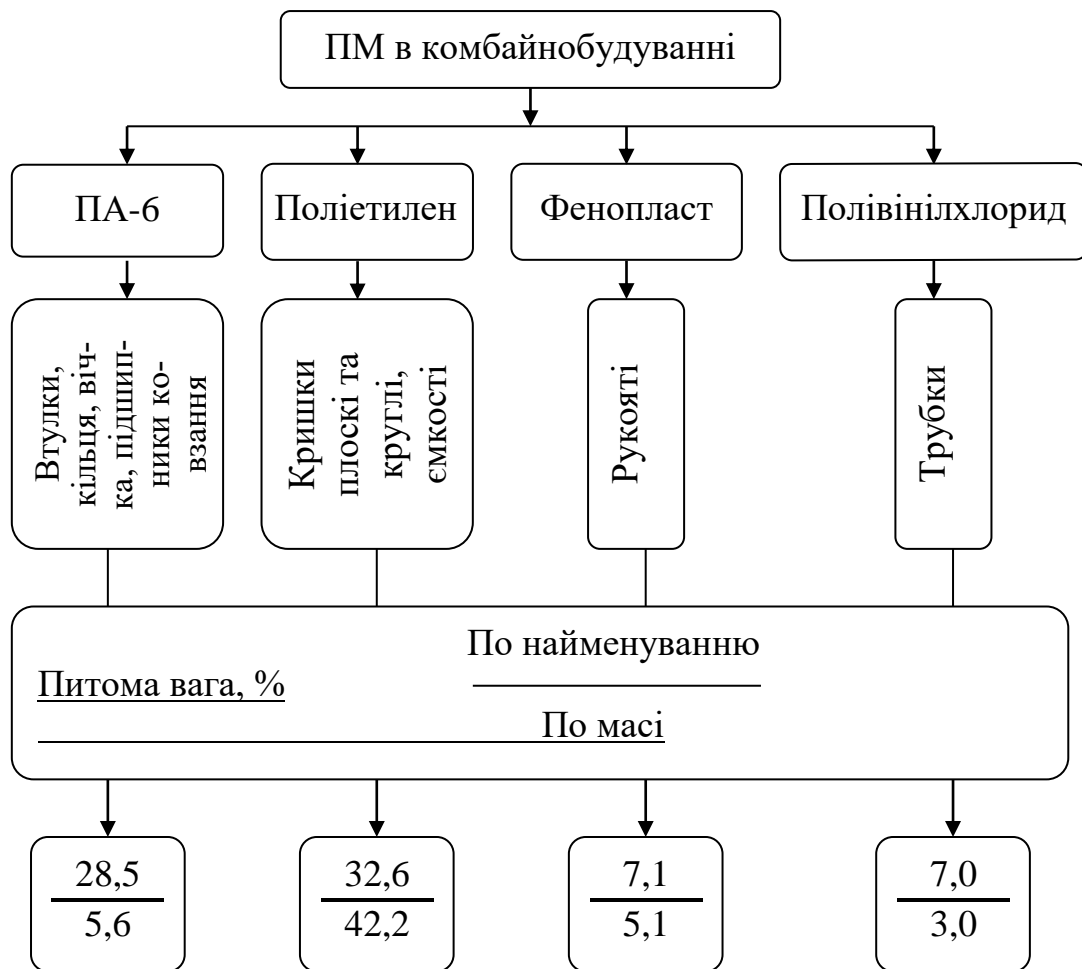 ПМ в комбайнобудуванні
ПА-6
Поліетилен
Фенопласт
Полівінілхлорид
Втулки,
кільця, віч-
ка, підшип-
ники ко-
взання
Кришки
плоскі та
круглі,
ємкості
Рукояті
Трубки
По найменуванню
Питома вага, %
По масі
28,5
5,6
32,6
42,2
7,1
5,1
7,0
3,0